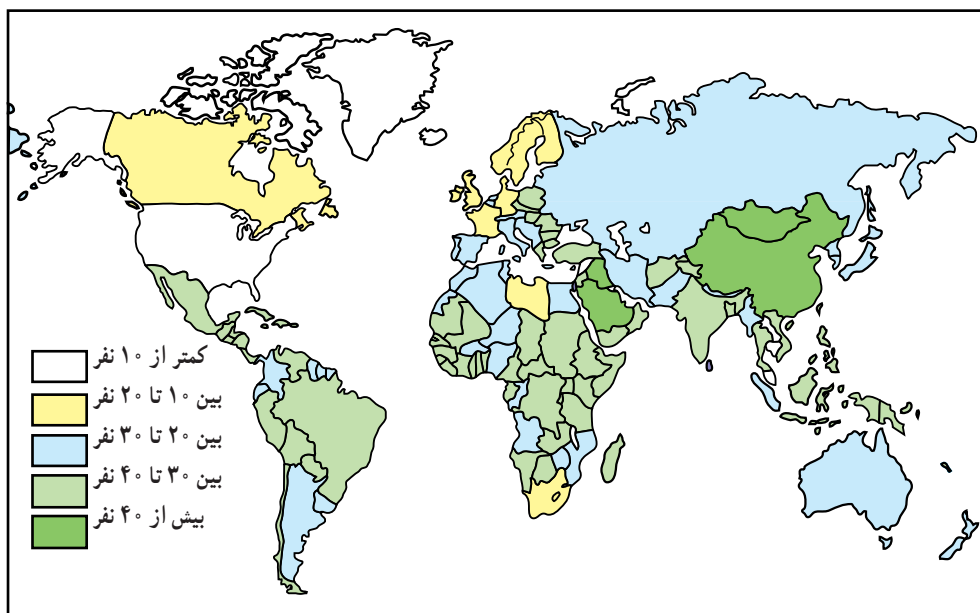 کمتر از ۱۰ نفر
بین ۱۰ تا ۲۰ نفر
بین ۲۰ تا ۳۰ نفر
بین ۳۰ تا ۴۰ نفر
بیش از ۴۰ نفر